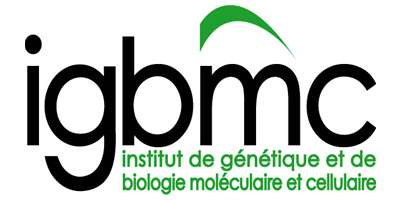 igbmc
institut de génétique et de
biologie moléculaire et cellulaire